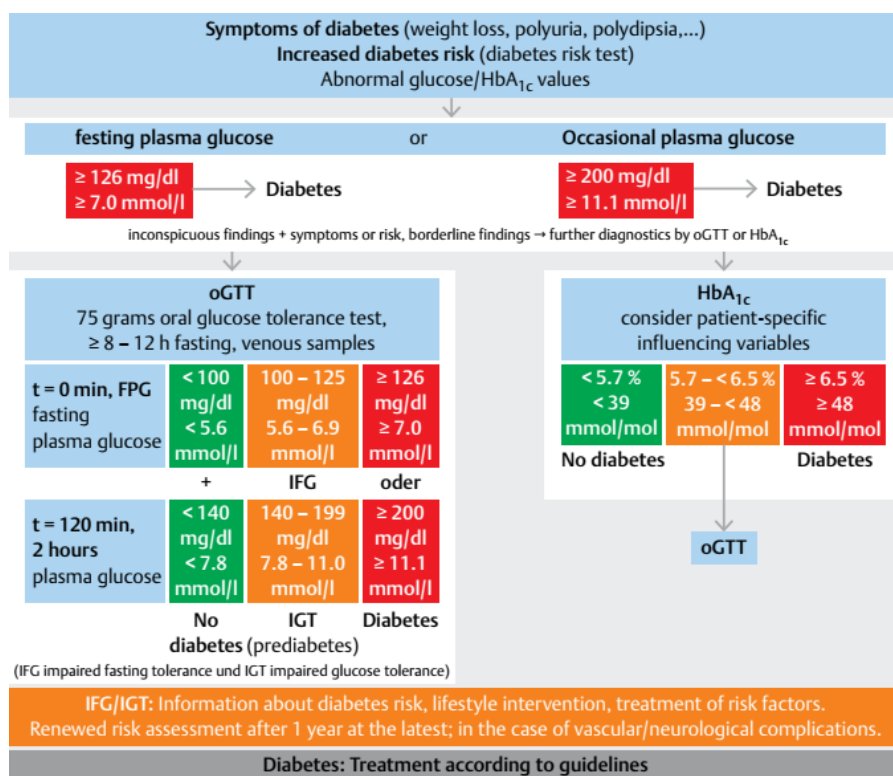 Symptoms of diabetes (weight loss, polyuria, polydipsia,...)
Increased diabetes risk (diabetes risk test)
Abnormal glucose/HbA1c values
festing plasma glucose or Occasional plasma glucose
≥ 126 mg/dl
≥ 7.0 mmol/l
Diabetes
≥ 200 mg/dl
≥ 11.1 mmol/l
Diabetes
inconspicuous findings + symptoms or risk, borderline findings → further diagnostics by oGTT or HbA1c
oGTT
75 grams oral glucose tolerance test,
≥ 8 – 12 h fasting, venous samples
t = 0 min, FPG
fasting
plasma glucose
< 100
mg/dl
< 5.6
mmol/l
100 – 125
mg/dl
5.6 – 6.9
mmol/l
≥ 126
mg/dl
≥ 7.0
mmol/l
+ IFG oder
t = 120 min,
2 hours
plasma glucose
< 140
mg/dl
< 7.8
mmol/l
140 – 199
mg/dl
7.8 – 11.0
mmol/l
≥ 200
mg/dl
≥ 11.1
mmol/l
No IGT Diabetes
diabetes (prediabetes)
(IFG impaired fasting tolerance und IGT impaired glucose tolerance)
HbA1c
consider patient-specific
influencing variables
< 5.7 %
< 39
mmol/mol
5.7 – < 6.5 %
39 – < 48
mmol/mol
≥ 6.5 %
≥ 48
mmol/mol
No diabetes Diabetes
oGTT
IFG/IGT: Information about diabetes risk, lifestyle intervention, treatment of risk factors.
Renewed risk assessment after 1 year at the latest; in the case of vascular/neurological complications.
Diabetes: Treatment according to guidelines